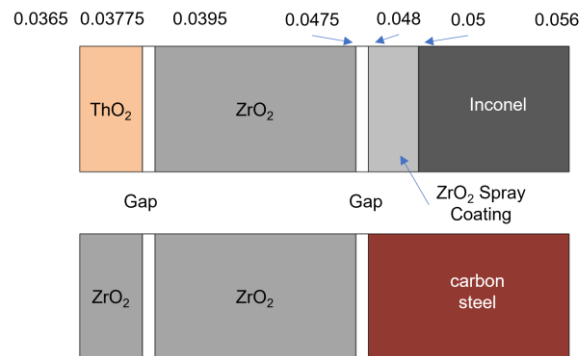 0.0365 0.03775 0.0395 0.0475 0.048 0.05 0.056
ThO₂ ZrO₂ Inconel
Gap Gap ZrO₂ Spray
Coating
ZrO₂ ZrO₂ carbon
steel